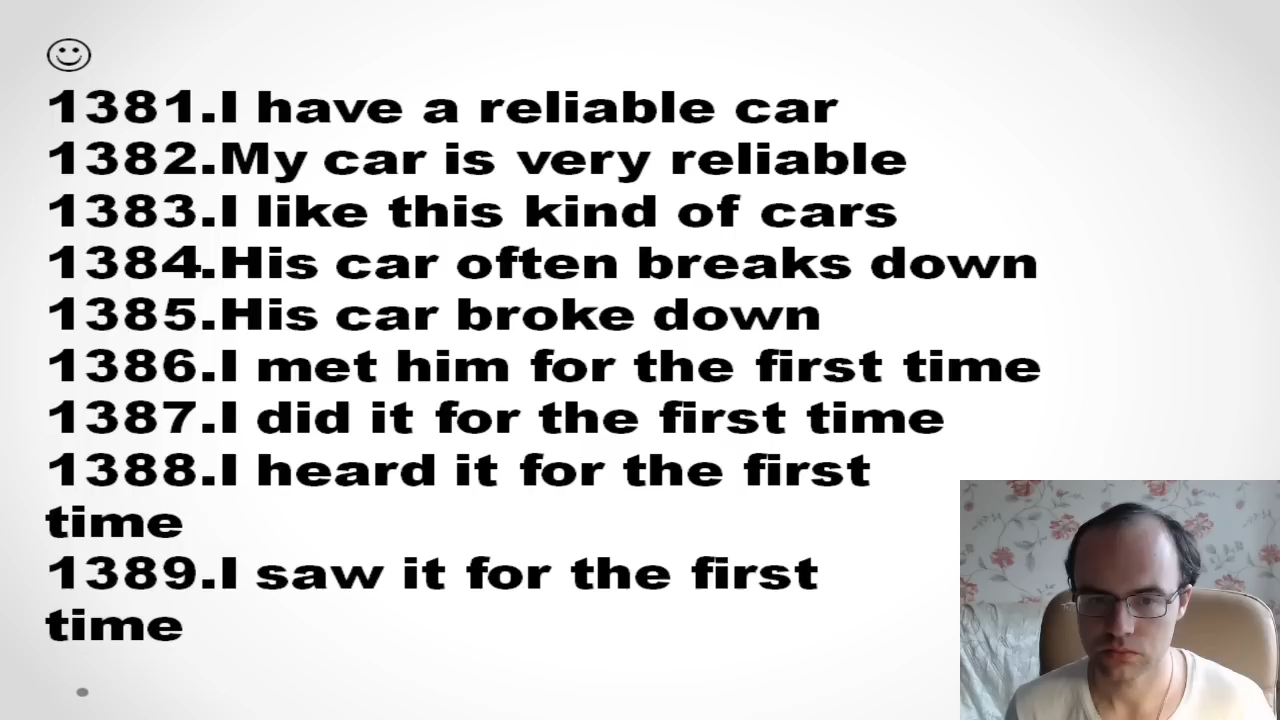 1381.I have a reliable car
1382.My car is very reliable
1383.I like this kind of cars
1384.His car often breaks down
1385.His car broke down
1386.I met him for the first time
1387.I did it for the first time
1388.I heard it for the first
time
1389.I saw it for the first
time